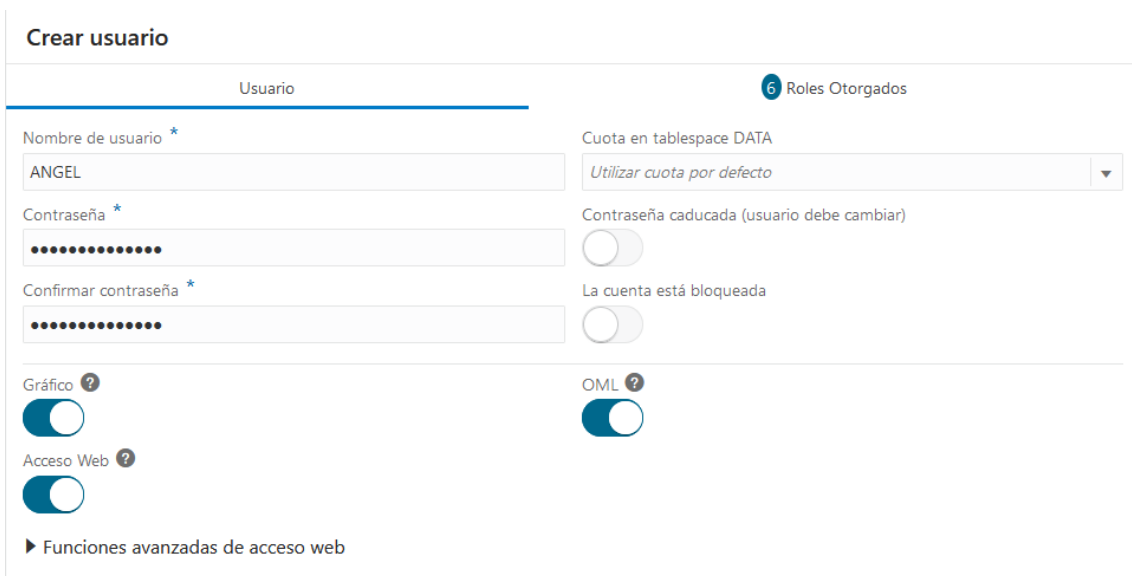 Crear usuario
Usuario
6 Roles Otorgados
Nombre de usuario *
Cuota en tablespace DATA
ANGEL
Utilizar cuota por defecto
Contraseña *
Contraseña caducada (usuario debe cambiar)
••••••••••••••
Confirmar contraseña *
La cuenta está bloqueada
••••••••••••••
Gráfico ?
OML ?
Acceso Web ?
Funciones avanzadas de acceso web